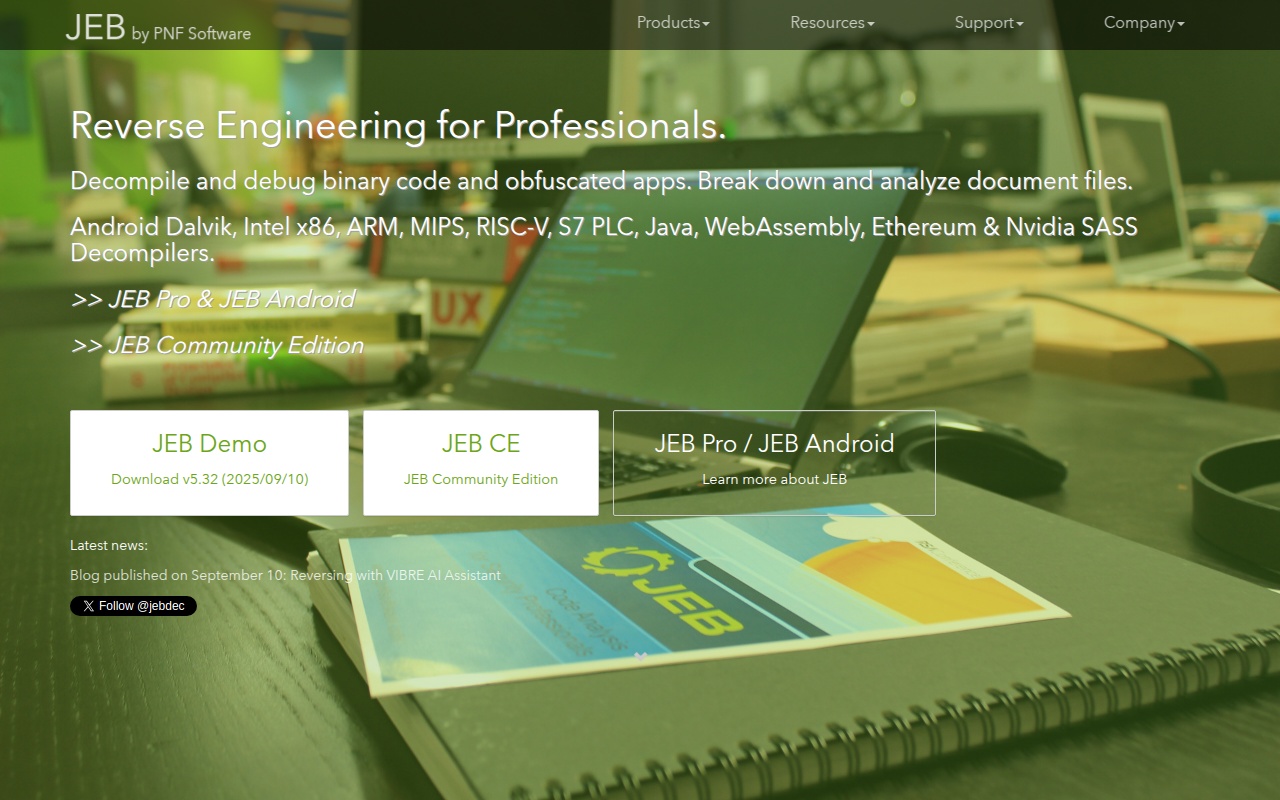 JEB by PNF Software
Products
Resources
Support
Company
Reverse Engineering for Professionals.
Decompile and debug binary code and obfuscated apps. Break down and analyze document files.
Android Dalvik, Intel x86, ARM, MIPS, RISC-V, S7 PLC, Java, WebAssembly, Ethereum & Nvidia SASS
Decompilers.
>> JEB Pro & JEB Android
>> JEB Community Edition
UX
JEB Demo
Download v5.32 (2025/09/10)
JEB CE
JEB Community Edition
JEB Pro / JEB Android
Learn more about JEB
Latest news:
Blog published on September 10: Reversing with VIBRE AI Assistant
Follow @jebdec
JEB
Code Analysis